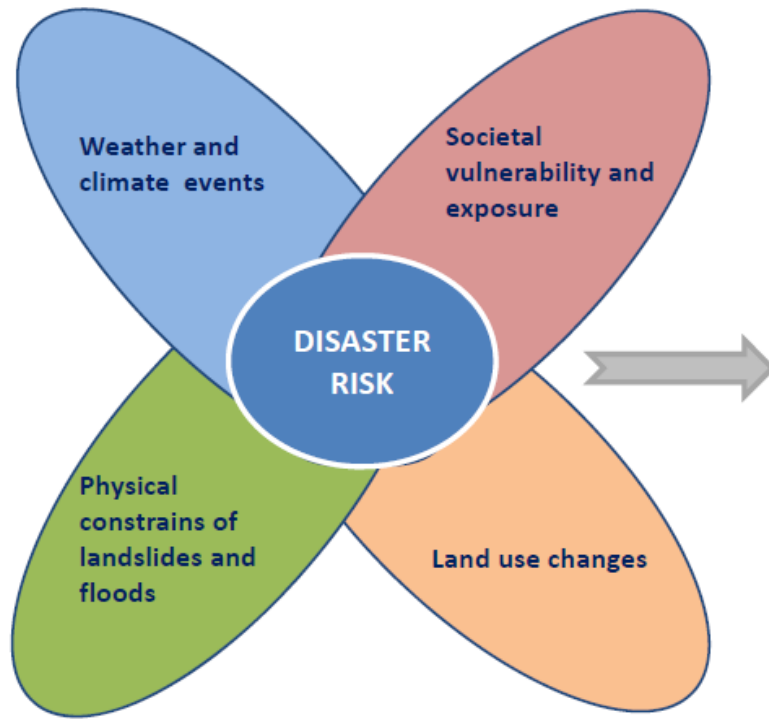 Weather and
climate events
Societal
vulnerability and
exposure
DISASTER
RISK
Physical
constrains of
landslides and
floods
Land use changes